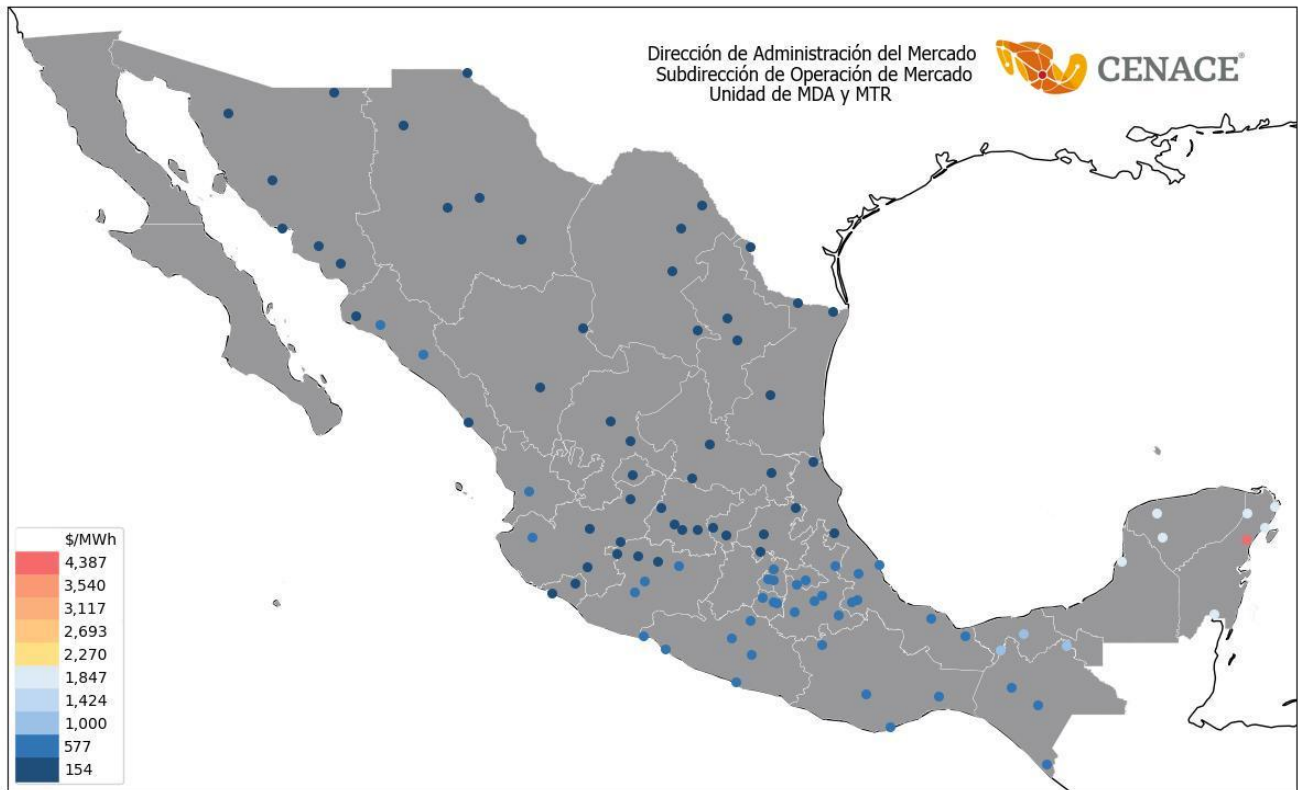 Dirección de Administración del Mercado
Subdirección de Operación de Mercado
Unidad de MDA y MTR
CENACE®
$/MWh
4,387
3,540
3,117
2,693
2,270
1,847
1,424
1,000
577
154